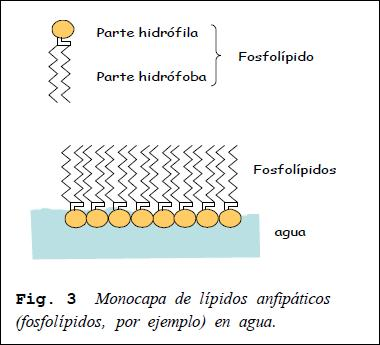 Parte hidrófila
Fosfolípido
Parte hidrófoba
Fosfolípidos
agua
Fig. 3 Monocapa de lípidos anfipáticos
(fosfolípidos, por ejemplo) en agua.